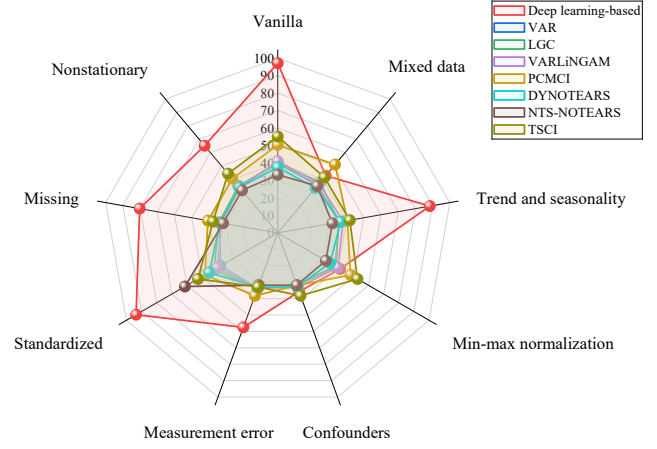 Deep learning-based
VAR
LGC
VARLiNGAM
PCMCI
DYNOTEARS
NTS-NOTEARS
TSCI
Vanilla
Mixed data
Trend and seasonality
Min-max normalization
Confounders
Measurement error
Standardized
Missing
Nonstationary
100
90
80
70
60
50
40
30
20
10
0